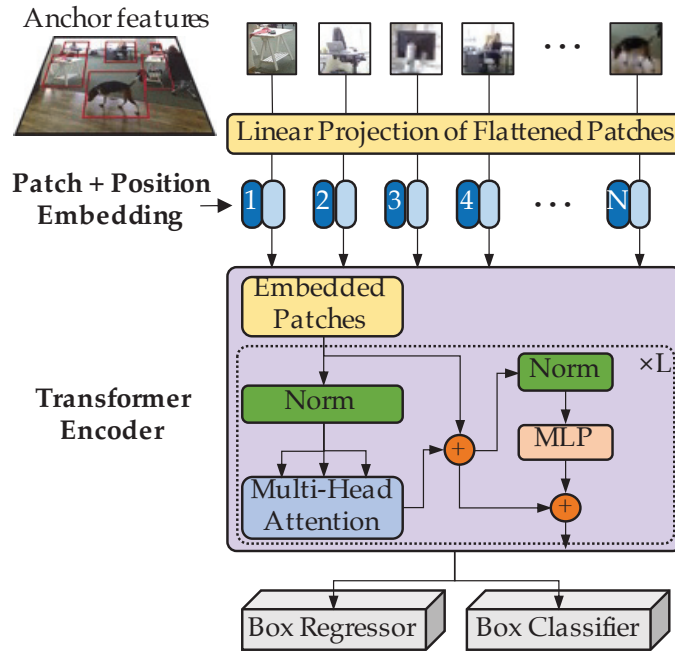 Anchor features
...
Linear Projection of Flattened Patches
Patch + Position
Embedding
1 2 3 4 ... N
Embedded
Patches
×L
Norm
Norm
Transformer
Encoder
+
MLP
Multi-Head
Attention
+
Box Regressor
Box Classifier